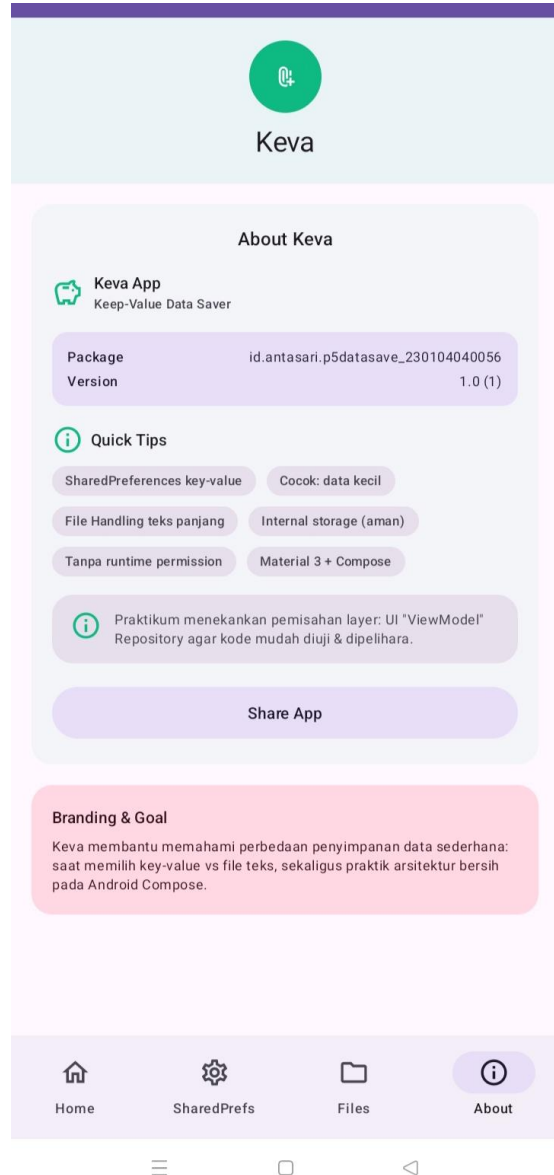 Keva
About Keva
Keva App
Keep-Value Data Saver
Package id.antasari.p5datasave_230104040056
Version 1.0 (1)
Quick Tips
SharedPreferences key-value Cocok: data kecil
File Handling teks panjang Internal storage (aman)
Tanpa runtime permission Material 3 + Compose
Praktikum menekankan pemisahan layer: UI "ViewModel"
Repository agar kode mudah diuji & dipelihara.
Share App
Branding & Goal
Keva membantu memahami perbedaan penyimpanan data sederhana:
saat memilih key-value vs file teks, sekaligus praktik arsitektur bersih
pada Android Compose.
Home SharedPrefs Files About